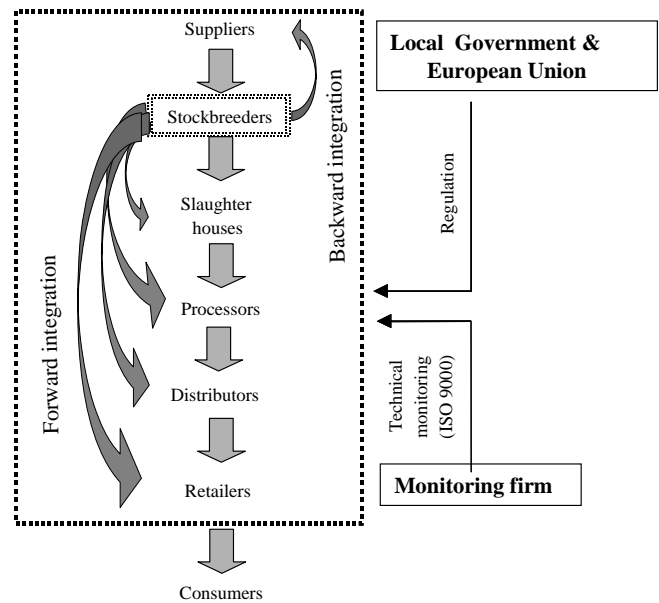 Suppliers
Local Government &
European Union
Stockbreeders
Slaughter
houses
Processors
Distributors
Retailers
Consumers
Forward integration
Backward integration
Regulation
Technical
monitoring
(ISO 9000)
Monitoring firm